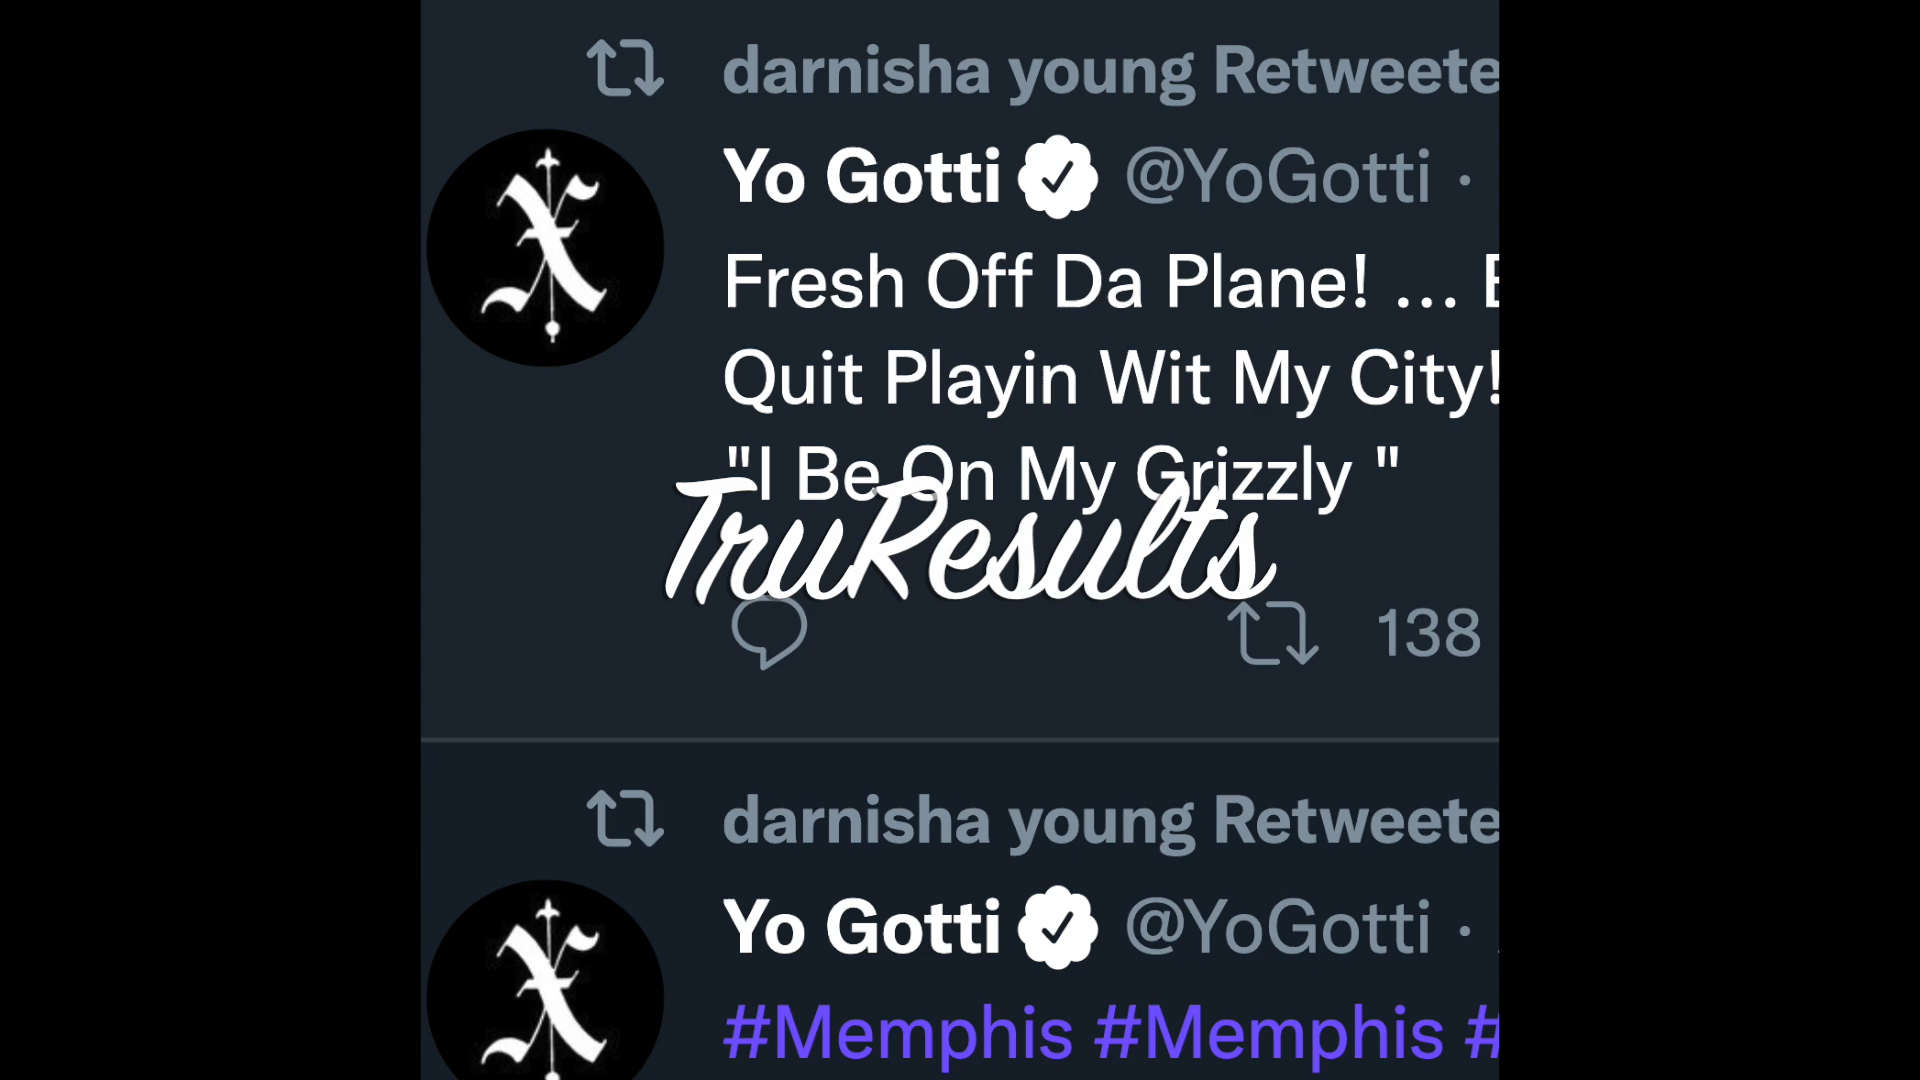 darnisha young Retweete
Yo Gotti @YoGotti ·
Fresh Off Da Plane! ...
Quit Playin Wit My City!
"I Be On My Grizzly "
TruResults
138
darnisha young Retweete
Yo Gotti @YoGotti ·
#Memphis #Memphis #